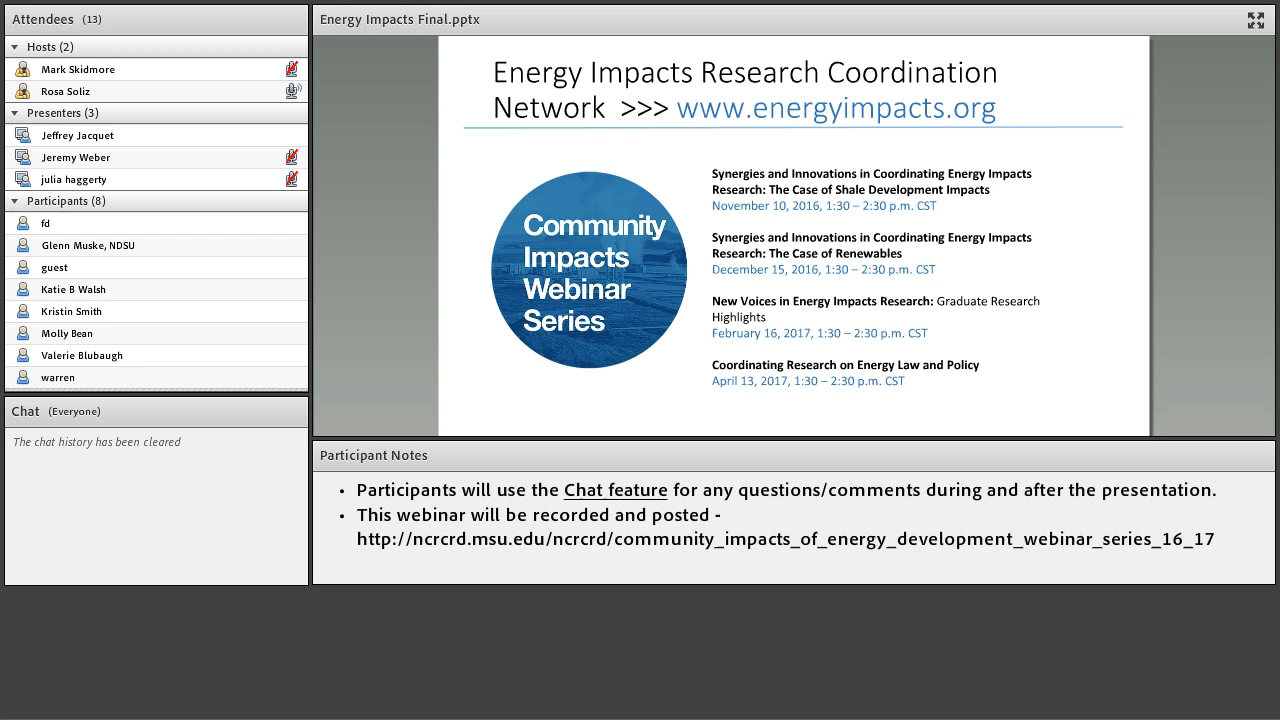 Attendees (13)
Hosts (2)
Mark Skidmore
Rosa Soliz
Presenters (3)
Jeffrey Jacquet
Jeremy Weber
julia haggerty
Participants (8)
fd
Glenn Muske, NDSU
guest
Katie B Walsh
Kristin Smith
Molly Bean
Valerie Blubaugh
warren
Chat (Everyone)
The chat history has been cleared
Energy Impacts Final.pptx
Energy Impacts Research Coordination
Network >>> www.energyimpacts.org
Community
Impacts
Webinar
Series
Synergies and Innovations in Coordinating Energy Impacts
Research: The Case of Shale Development Impacts
November 10, 2016, 1:30 – 2:30 p.m. CST
Synergies and Innovations in Coordinating Energy Impacts
Research: The Case of Renewables
December 15, 2016, 1:30 – 2:30 p.m. CST
New Voices in Energy Impacts Research: Graduate Research
Highlights
February 16, 2017, 1:30 – 2:30 p.m. CST
Coordinating Research on Energy Law and Policy
April 13, 2017, 1:30 – 2:30 p.m. CST
Participant Notes
• Participants will use the Chat feature for any questions/comments during and after the presentation.
• This webinar will be recorded and posted -
http://ncrcrd.msu.edu/ncrcrd/community_impacts_of_energy_development_webinar_series_16_17